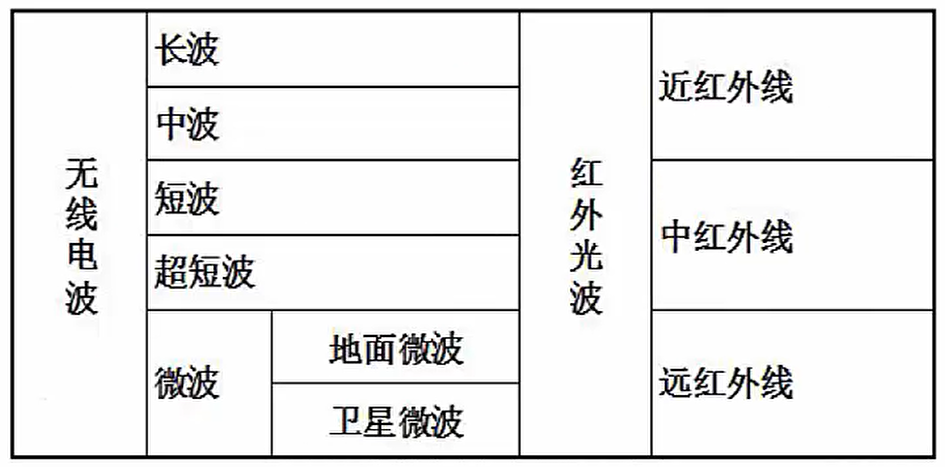 无线电波
长波
中波
短波
超短波
微波
地面微波
卫星微波
红外光波
近红外线
中红外线
远红外线